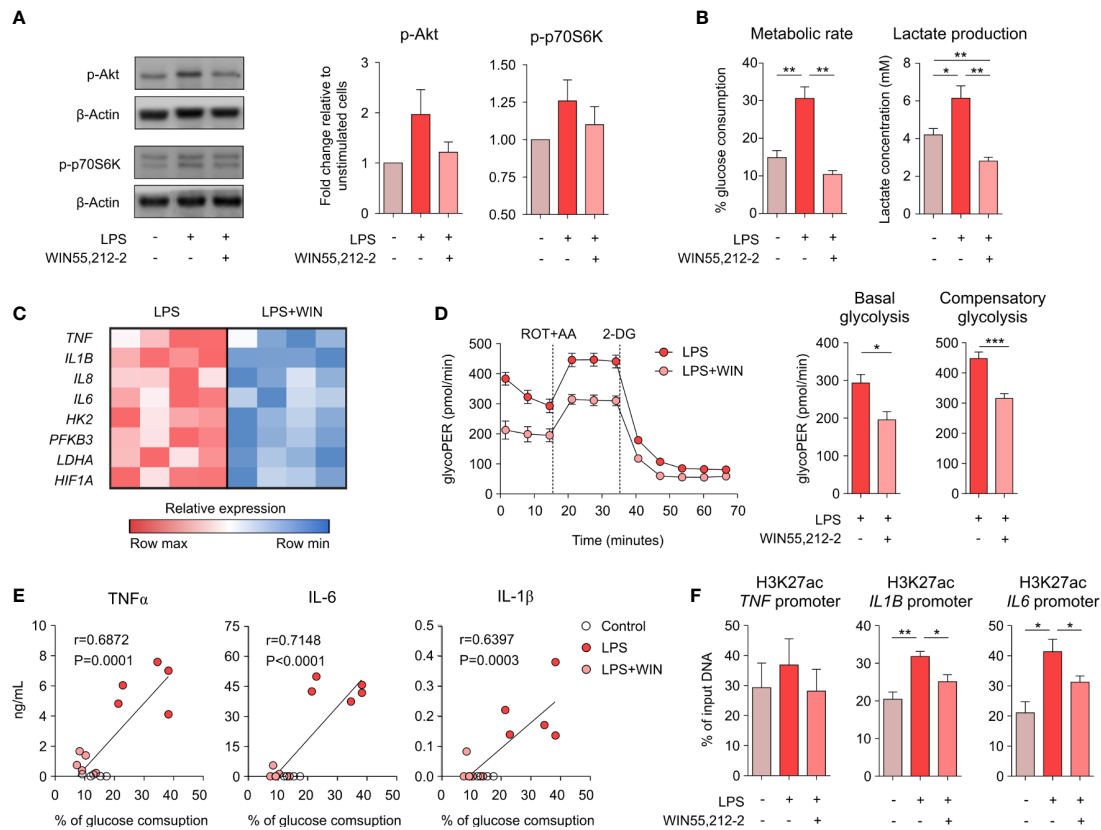 A
p-Akt
β-Actin
p-p70S6K
β-Actin
LPS - + +
WIN55,212-2 - - +
p-Akt
Fold change relative to
unstimulated cells
3
2
1
0
LPS - + +
WIN55,212-2 - - +
p-p70S6K
1.50
1.25
1.00
0.75
0.50
- + +
- - +
B
Metabolic rate
% glucose consumption
40
30
20
10
0
** **
LPS - + +
WIN55,212-2 - - +
Lactate production
Lactate concentration (mM)
8
6
4
2
0
**
* **
- + +
- - +
C
LPS LPS+WIN
TNF
IL1B
IL8
IL6
HK2
PFKB3
LDHA
HIF1A
Relative expression
Row max Row min
D
ROT+AA 2-DG
LPS
LPS+WIN
glycoPER (pmol/min)
500
400
300
200
100
0
0 10 20 30 40 50 60 70
Time (minutes)
Basal
glycolysis
*
glycoPER (pmol/min)
400
300
200
100
0
LPS + +
WIN55,212-2 - +
Compensatory
glycolysis
***
500
400
300
200
100
0
+ +
- +
E
TNFα
r=0.6872
P=0.0001
ng/mL
10
8
6
4
2
0
0 10 20 30 40 50
% of glucose comsuption
IL-6
r=0.7148
P<0.0001
75
60
45
30
15
0
0 10 20 30 40 50
% of glucose comsuption
IL-1β
r=0.6397
P=0.0003
0.5
0.4
0.3
0.2
0.1
0.0
0 10 20 30 40 50
% of glucose comsuption
Control
LPS
LPS+WIN
F
H3K27ac
TNF promoter
% of input DNA
50
40
30
20
10
0
LPS - + +
WIN55,212-2 - - +
H3K27ac
IL1B promoter
** *
40
30
20
10
0
- + +
- - +
H3K27ac
IL6 promoter
* *
50
40
30
20
10
0
- + +
- - +